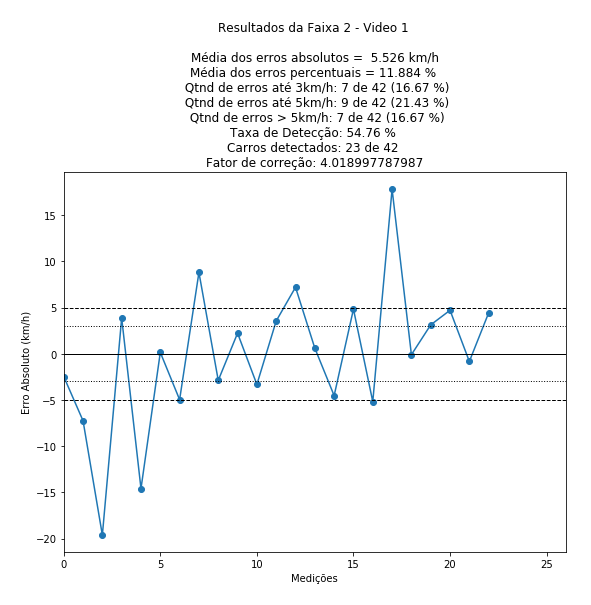 Resultados da Faixa 2 - Video 1
Média dos erros absolutos =  5.526 km/h
Média dos erros percentuais = 11.884 %
Qtnd de erros até 3km/h: 7 de 42 (16.67 %)
Qtnd de erros até 5km/h: 9 de 42 (21.43 %)
Qtnd de erros > 5km/h: 7 de 42 (16.67 %)
Taxa de Detecção: 54.76 %
Carros detectados: 23 de 42
Fator de correção: 4.018997787987
15
10
5
0
−5
−10
−15
−20
Erro Absoluto (km/h)
0 5 10 15 20 25
Medições